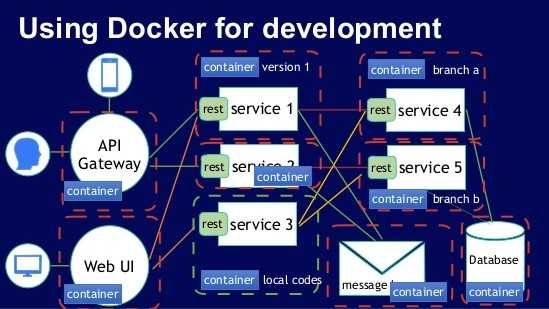 Using Docker for development
container version 1
container branch a
rest service 1
rest service 4
API
Gateway
container
rest service 2
container
rest service 5
container branch b
rest service 3
Web UI
container
container local codes
message
container
Database
container